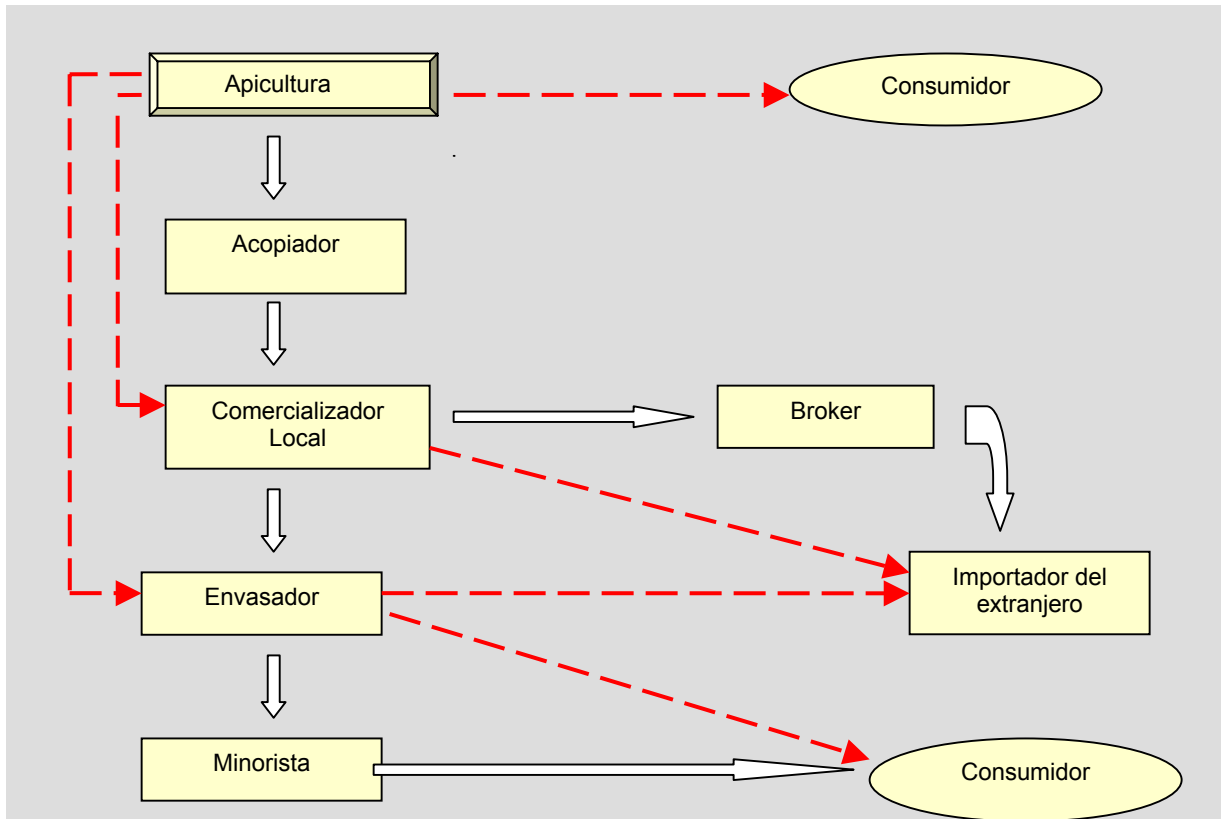 Apicultura
Consumidor
Acopiador
Comercializador
Local
Broker
Envasador
Importador del
extranjero
Minorista
Consumidor